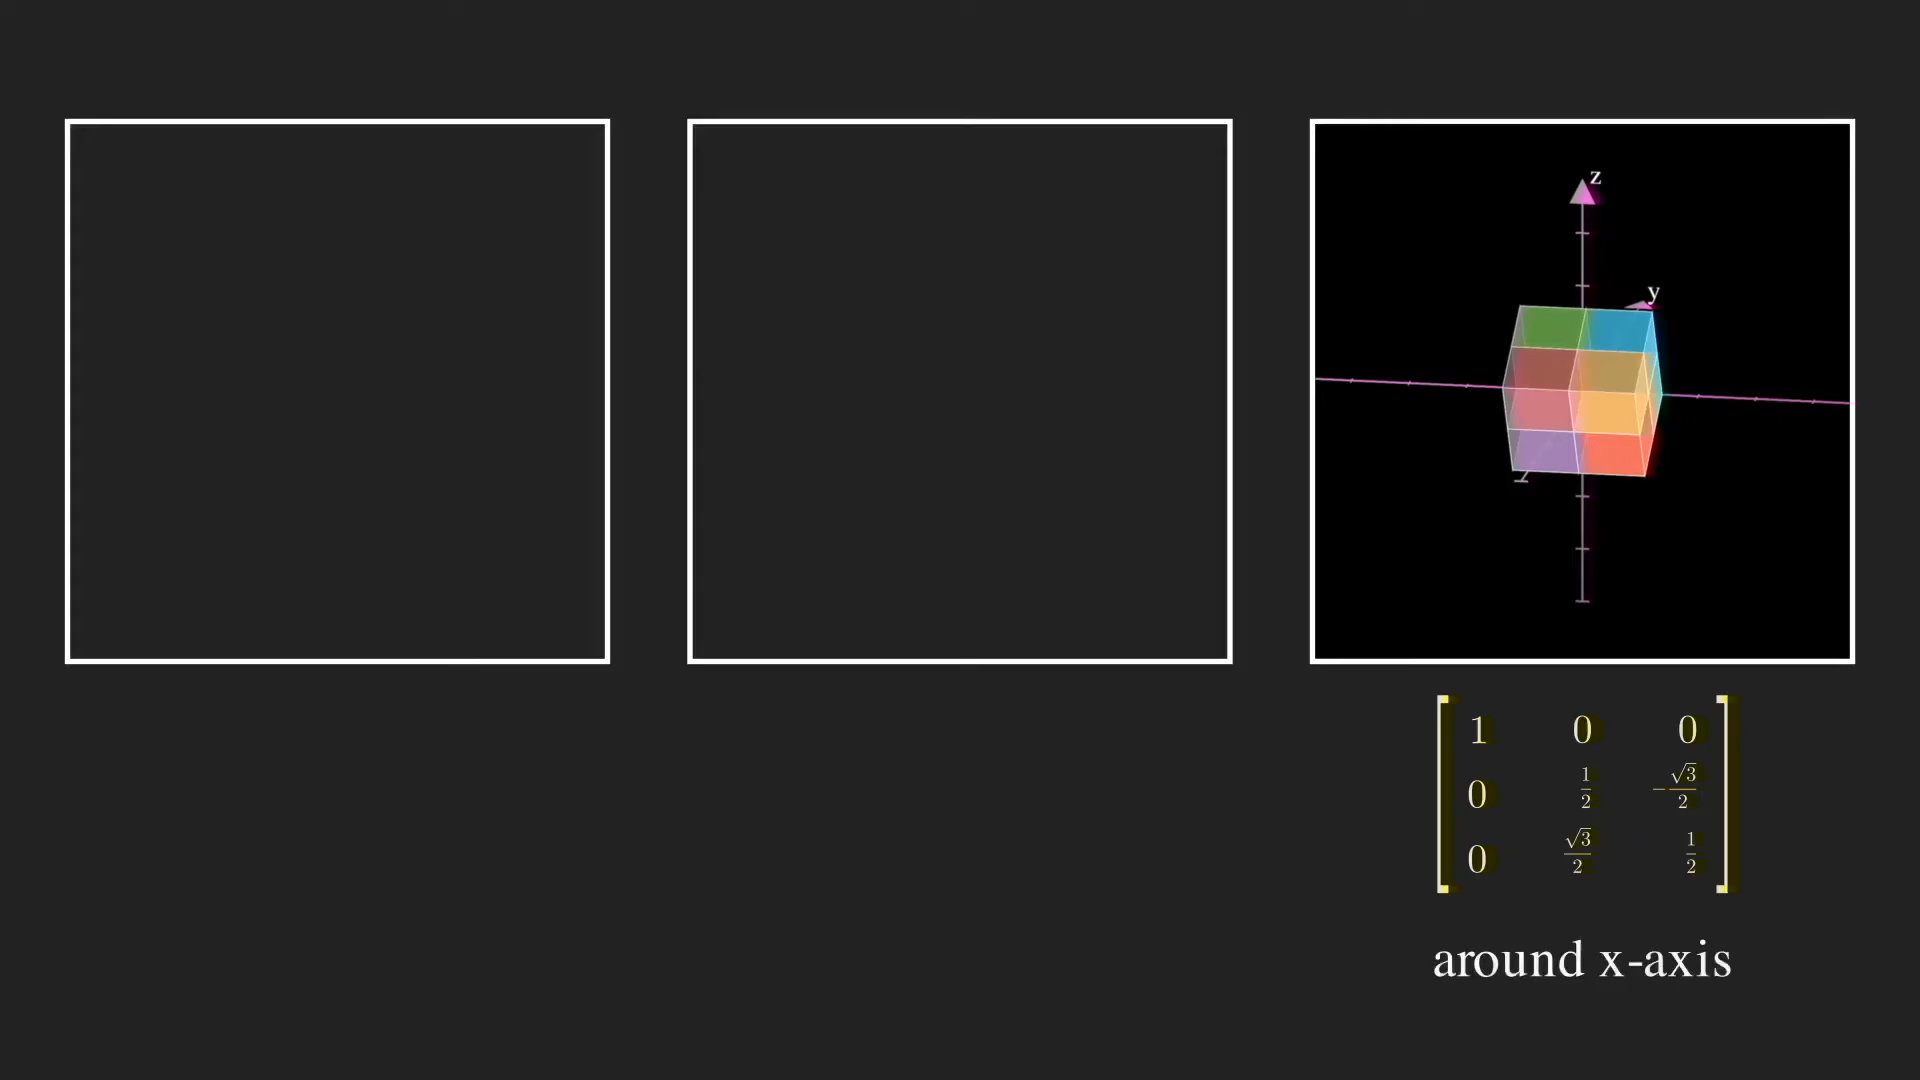 z
y
1 0 0
0 1/2 -√3/2
0 √3/2 1/2
around x-axis